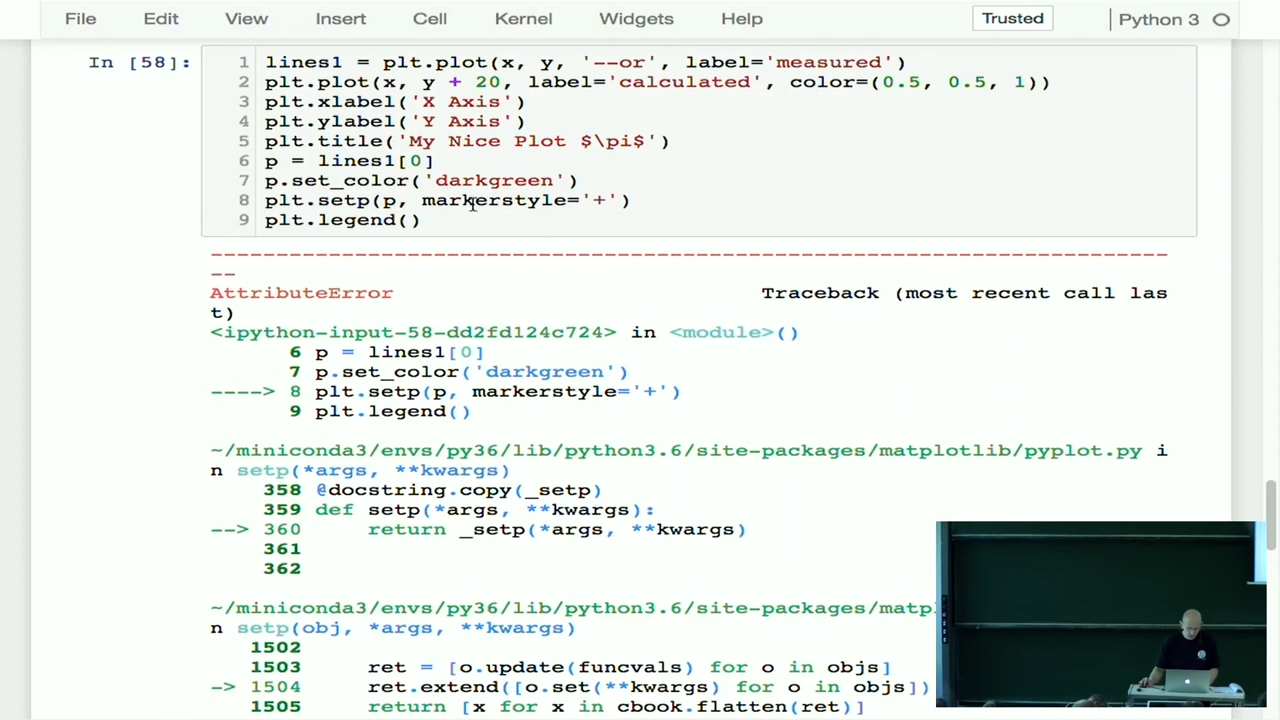 File Edit View Insert Cell Kernel Widgets Help Trusted Python 3
In [58]:
1 lines1 = plt.plot(x, y, '--or', label='measured')
2 plt.plot(x, y + 20, label='calculated', color=(0.5, 0.5, 1))
3 plt.xlabel('X Axis')
4 plt.ylabel('Y Axis')
5 plt.title('My Nice Plot $\pi$')
6 p = lines1[0]
7 p.set_color('darkgreen')
8 plt.setp(p, markerstyle='+')
9 plt.legend()
---------------------------------------------------------------------------
--
AttributeError Traceback (most recent call las
t)
<ipython-input-58-dd2fd124c724> in <module>()
6 p = lines1[0]
7 p.set_color('darkgreen')
----> 8 plt.setp(p, markerstyle='+')
9 plt.legend()
~/miniconda3/envs/py36/lib/python3.6/site-packages/matplotlib/pyplot.py i
n setp(*args, **kwargs)
358 @docstring.copy(_setp)
359 def setp(*args, **kwargs):
--> 360 return _setp(*args, **kwargs)
361
362
~/miniconda3/envs/py36/lib/python3.6/site-packages/matpl
n setp(obj, *args, **kwargs)
1502
1503 ret = [o.update(funcvals) for o in objs]
-> 1504 ret.extend([o.set(**kwargs) for o in objs])
1505 return [x for x in cbook.flatten(ret)]